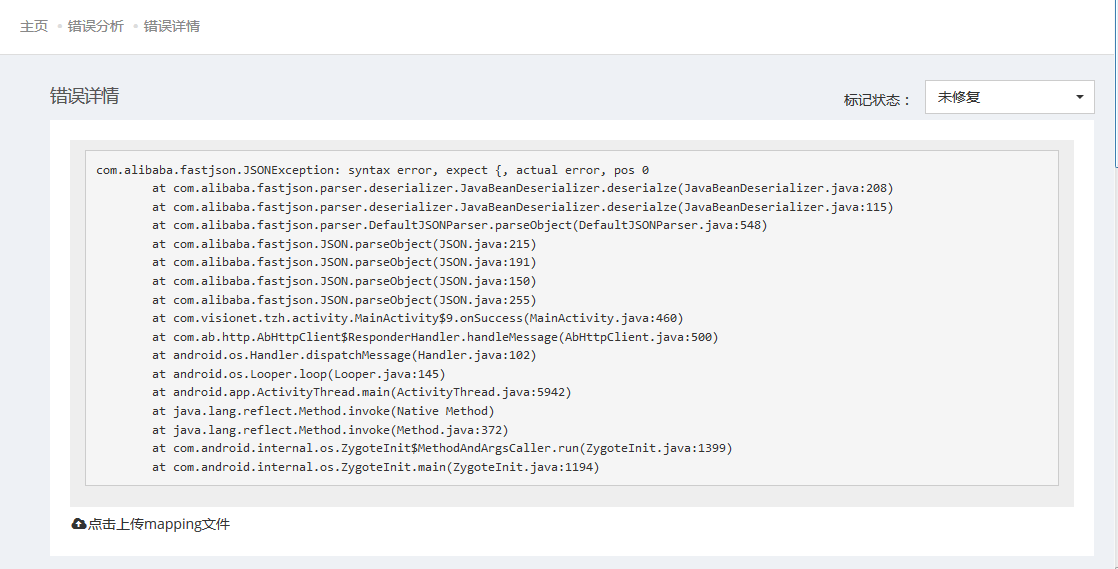 主页 错误分析 错误详情
错误详情
标记状态： 未修复
com.alibaba.fastjson.JSONException: syntax error, expect {, actual error, pos 0
at com.alibaba.fastjson.parser.deserializer.JavaBeanDeserializer.deserialze(JavaBeanDeserializer.java:208)
at com.alibaba.fastjson.parser.deserializer.JavaBeanDeserializer.deserialze(JavaBeanDeserializer.java:115)
at com.alibaba.fastjson.parser.DefaultJSONParser.parseObject(DefaultJSONParser.java:548)
at com.alibaba.fastjson.JSON.parseObject(JSON.java:215)
at com.alibaba.fastjson.JSON.parseObject(JSON.java:191)
at com.alibaba.fastjson.JSON.parseObject(JSON.java:150)
at com.alibaba.fastjson.JSON.parseObject(JSON.java:255)
at com.visionet.tzh.activity.MainActivity$9.onSuccess(MainActivity.java:460)
at com.ab.http.AbHttpClient$ResponderHandler.handleMessage(AbHttpClient.java:500)
at android.os.Handler.dispatchMessage(Handler.java:102)
at android.os.Looper.loop(Looper.java:145)
at android.app.ActivityThread.main(ActivityThread.java:5942)
at java.lang.reflect.Method.invoke(Native Method)
at java.lang.reflect.Method.invoke(Method.java:372)
at com.android.internal.os.ZygoteInit$MethodAndArgsCaller.run(ZygoteInit.java:1399)
at com.android.internal.os.ZygoteInit.main(ZygoteInit.java:1194)
点击上传mapping文件